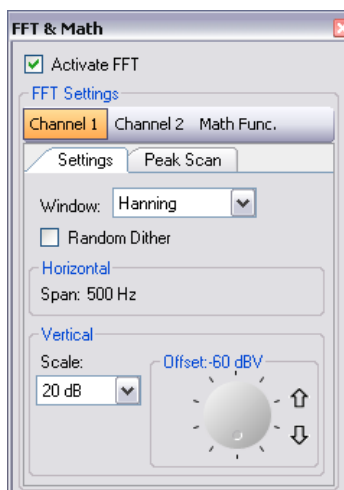 FFT & Math
Activate FFT
FFT Settings
Channel 1 Channel 2 Math Func.
Settings Peak Scan
Window: Hanning
Random Dither
Horizontal
Span: 500 Hz
Vertical
Scale:
Offset:-60 dBV
20 dB